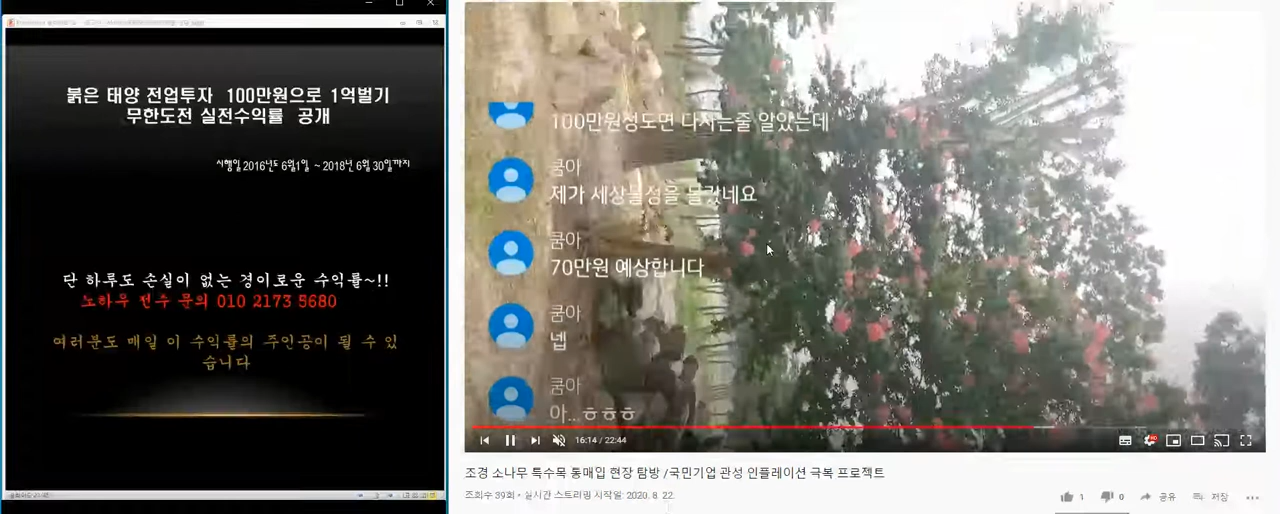 붉은 태양 전업투자 100만원으로 1억벌기
무한도전 실전수익률 공개
시행일 2016년도 6월1일 ~ 2018년 6월 30일까지
단 하루도 손실이 없는 경이로운 수익률~!!
노하우 전수 문의 010 2173 5680
여러분도 매일 이 수익률의 주인공이 될 수 있
습니다
100만원정도면 다사는줄 알았는데
쿰아
제가 세상물정을 몰랐네요
쿰아
70만원 예상합니다
쿰아
넵
쿰아
아...ㅎㅎㅎ
16:14 / 22:44
조경 소나무 특수목 통매입 현장 탐방 /국민기업 관성 인플레이션 극복 프로젝트
조회수 39회 • 실시간 스트리밍 시작일: 2020. 8. 22.
1
0
공유
저장